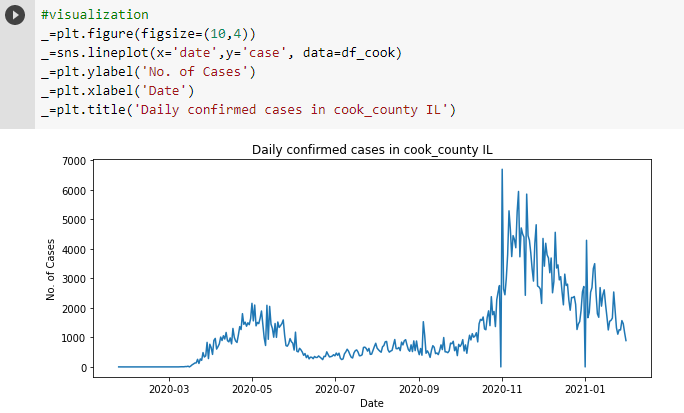 #visualization
_=plt.figure(figsize=(10,4))
_=sns.lineplot(x='date',y='case', data=df_cook)
_=plt.ylabel('No. of Cases')
_=plt.xlabel('Date')
_=plt.title('Daily confirmed cases in cook_county IL')
Daily confirmed cases in cook_county IL
7000
6000
5000
4000
3000
2000
1000
0
No. of Cases
2020-03 2020-05 2020-07 2020-09 2020-11 2021-01
Date